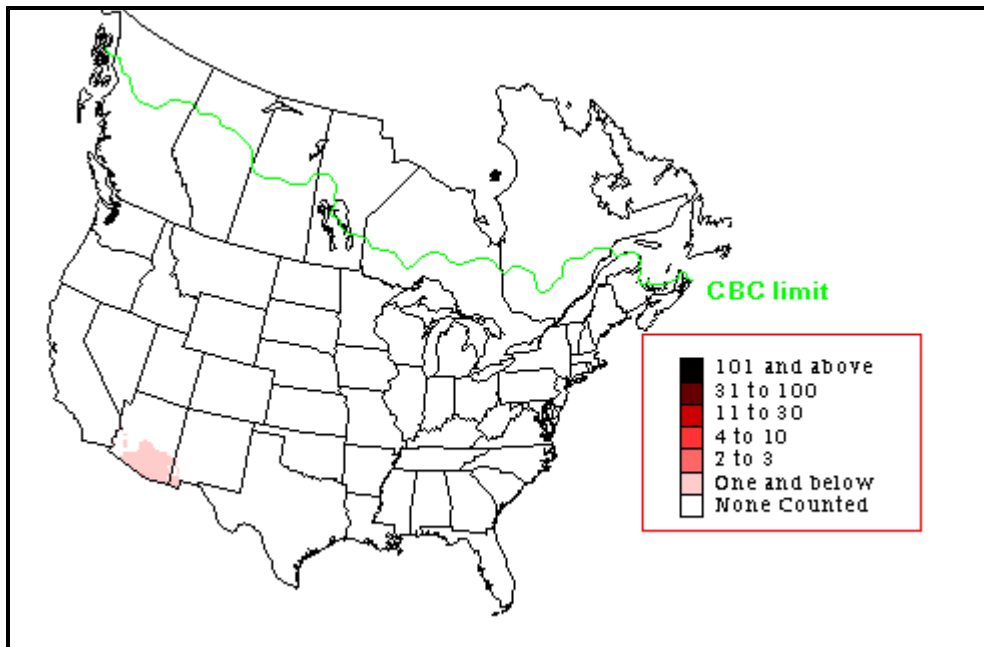 CBC limit
101 and above
31 to 100
11 to 30
4 to 10
2 to 3
One and below
None Counted